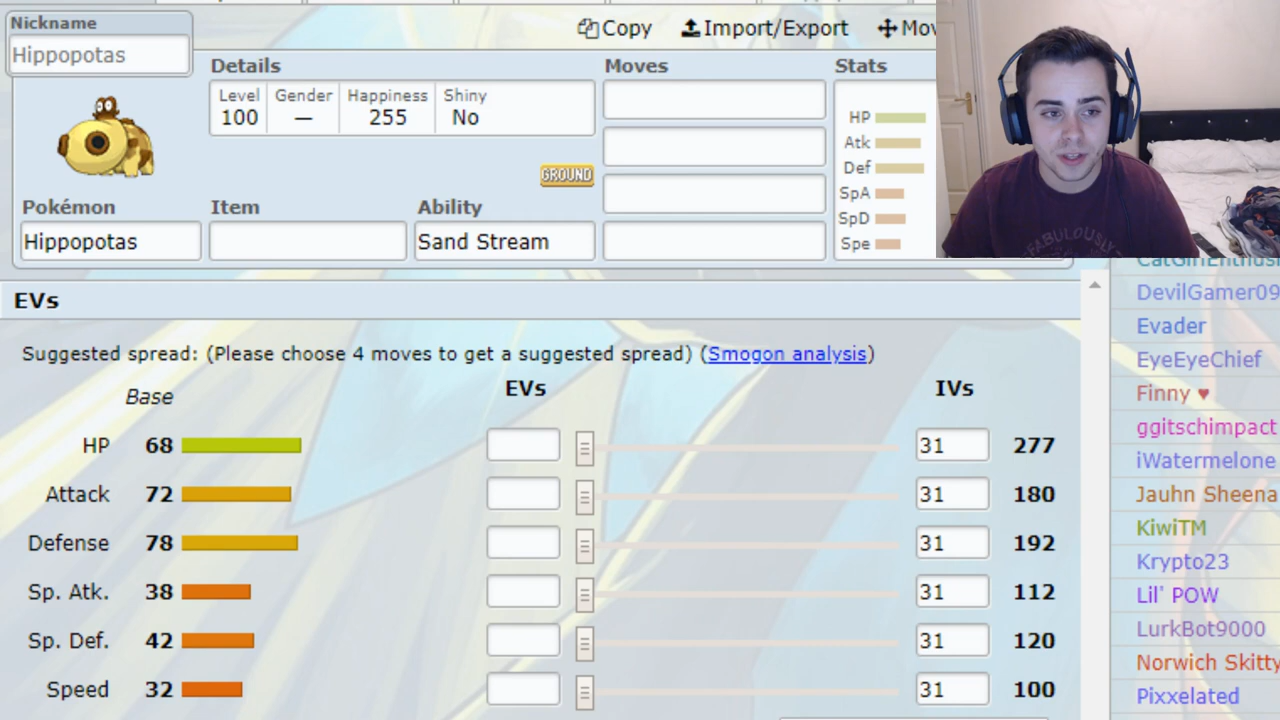 Nickname
Hippopotas
Copy Import/Export
Details
Moves
Stats
Level Gender Happiness Shiny
100 — 255 No
HP
Atk
Def
SpA
SpD
Spe
GROUND
Pokémon Item Ability
Hippopotas Sand Stream
FABULOUSLY
EVs
Suggested spread: (Please choose 4 moves to get a suggested spread) (Smogon analysis)
Base EVs IVs
HP 68 31 277
Attack 72 31 180
Defense 78 31 192
Sp. Atk. 38 31 112
Sp. Def. 42 31 120
Speed 32 31 100
DevilGamer09
Evader
EyeEyeChief
Finny ♥
ggitschimpact
iWatermelone
Jauhn Sheena
KiwiTM
Krypto23
Lil' POW
LurkBot9000
Norwich Skitty
Pixxelated